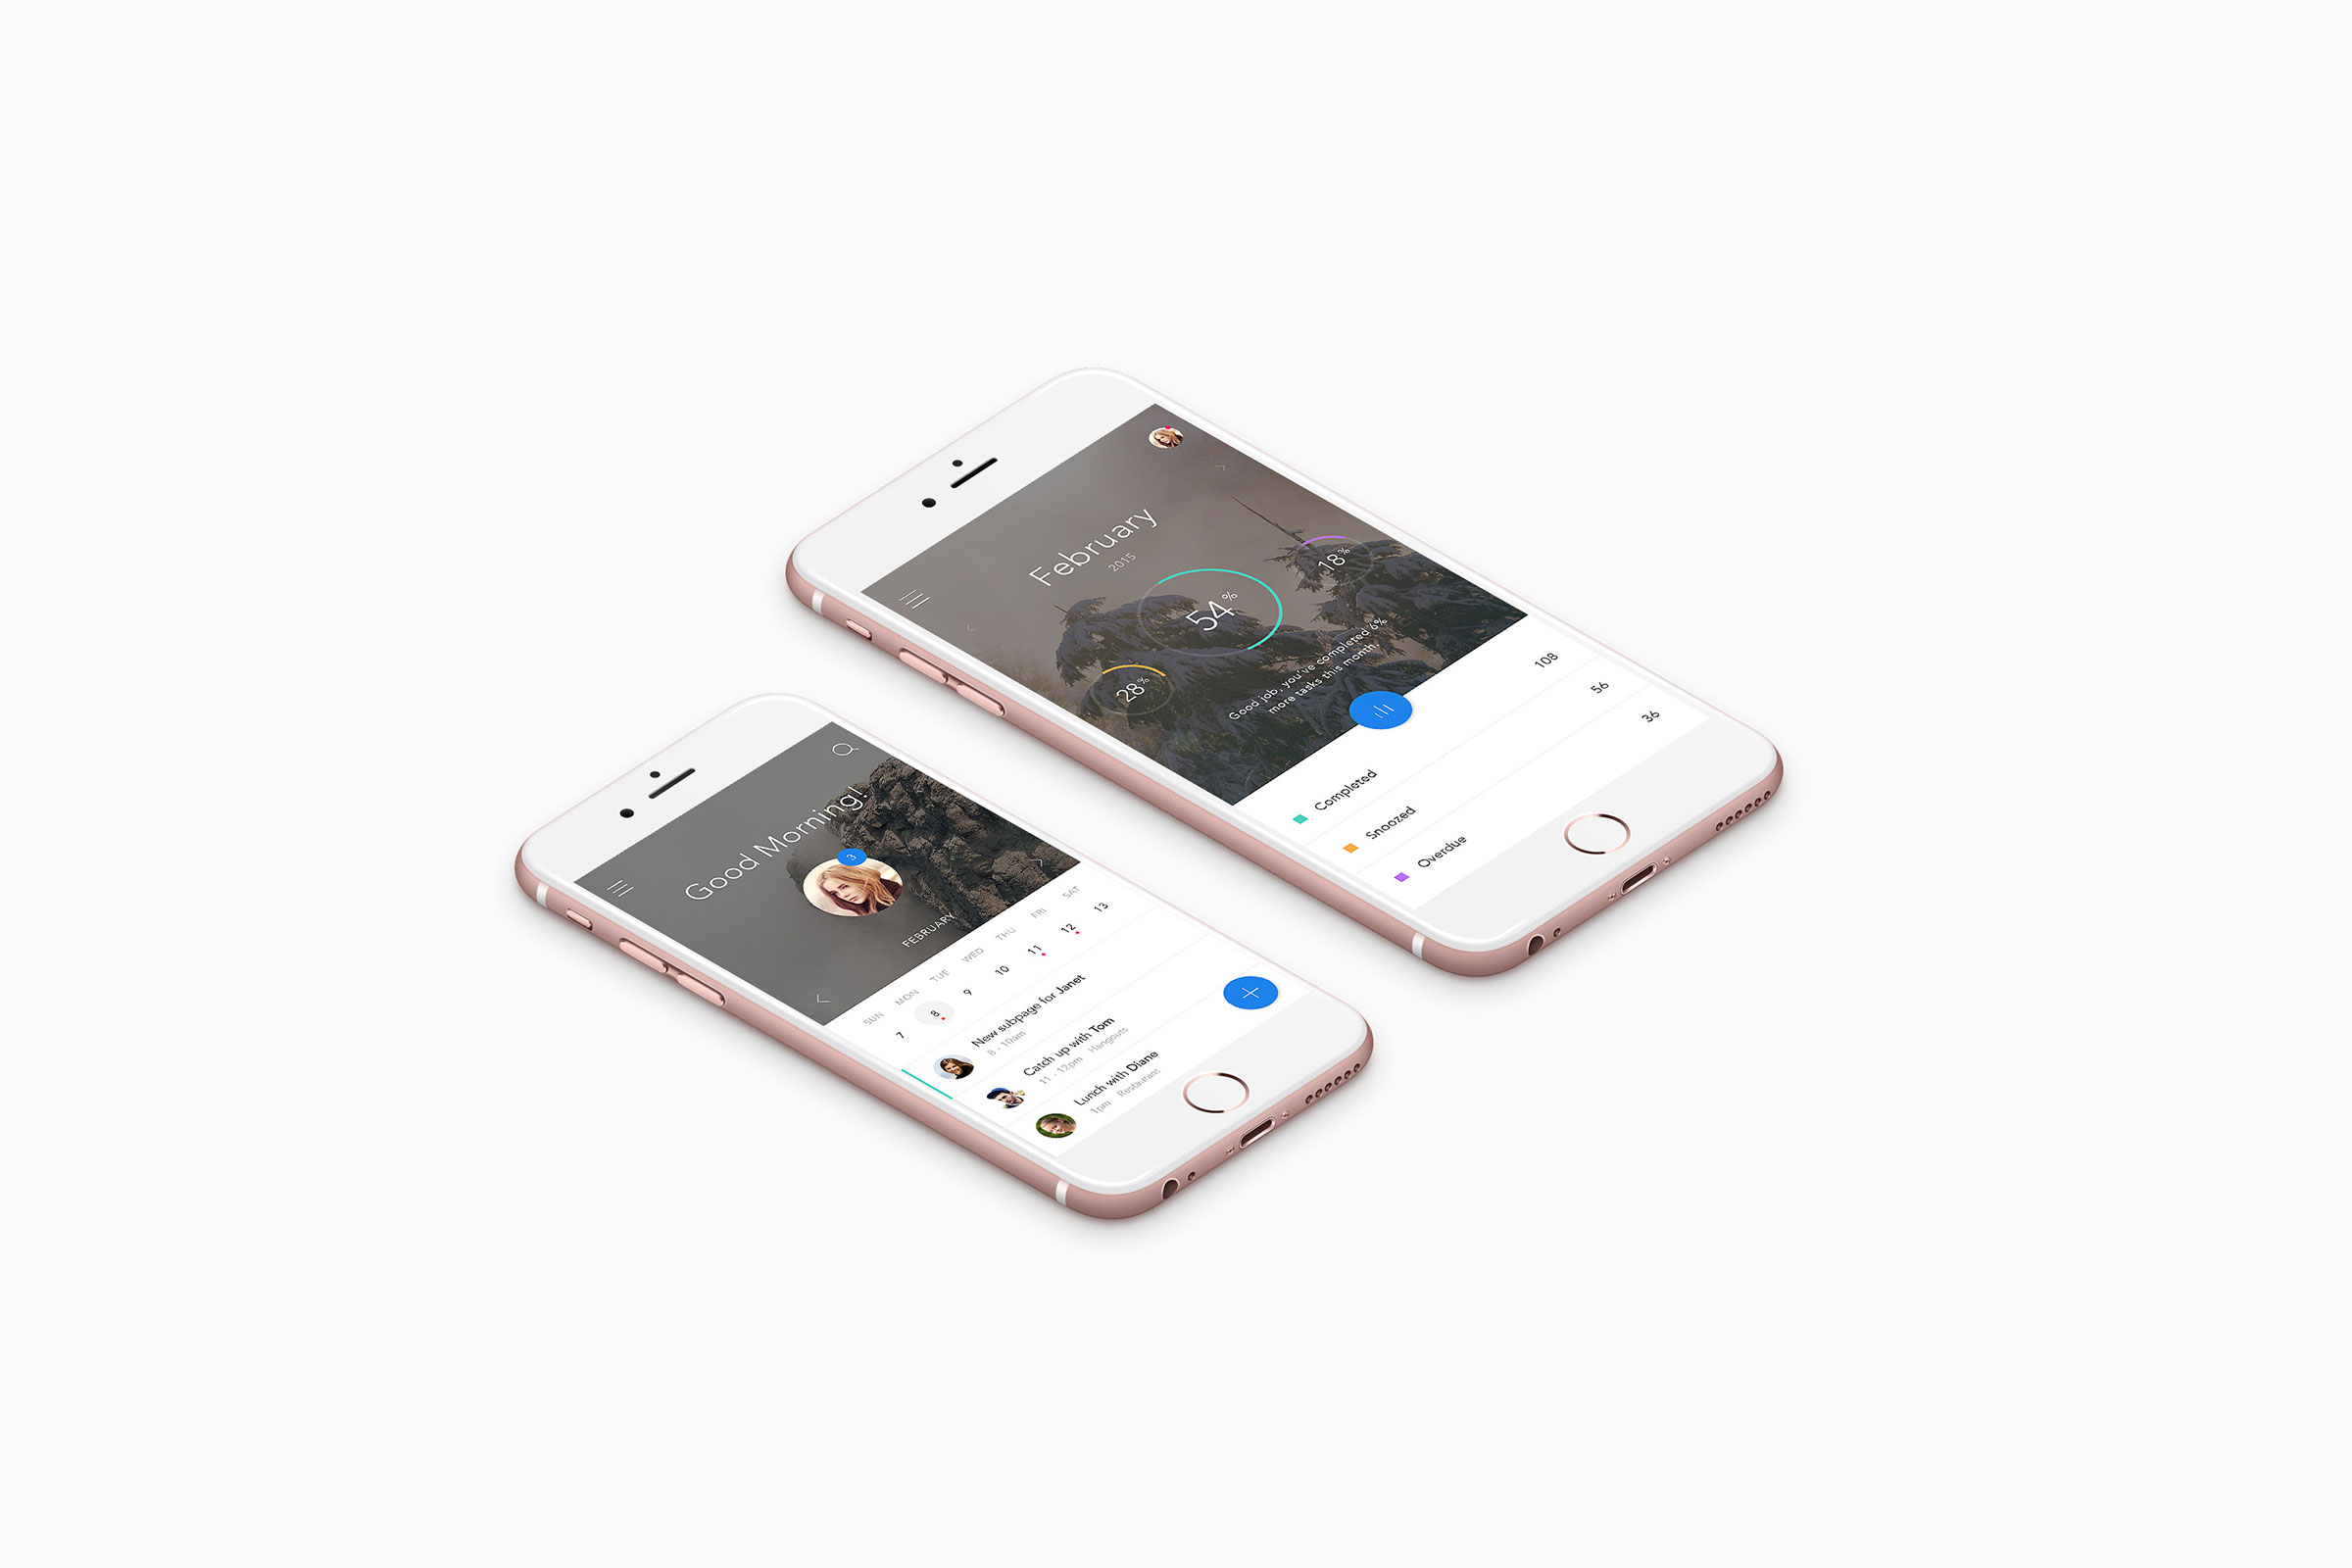 February
2015
54%
18%
28%
Good job, you've completed 6%
more tasks this month.
Completed 108
Snoozed 56
Overdue 36
Good Morning!
3
FEBRUARY
SUN MON TUE WED THU FRI SAT
7 8 9 10 11 12 13
New subpage for Janet
8 - 10am
Catch up with Tom
11 - 12pm Hangouts
Lunch with Diane
1pm Restaurant